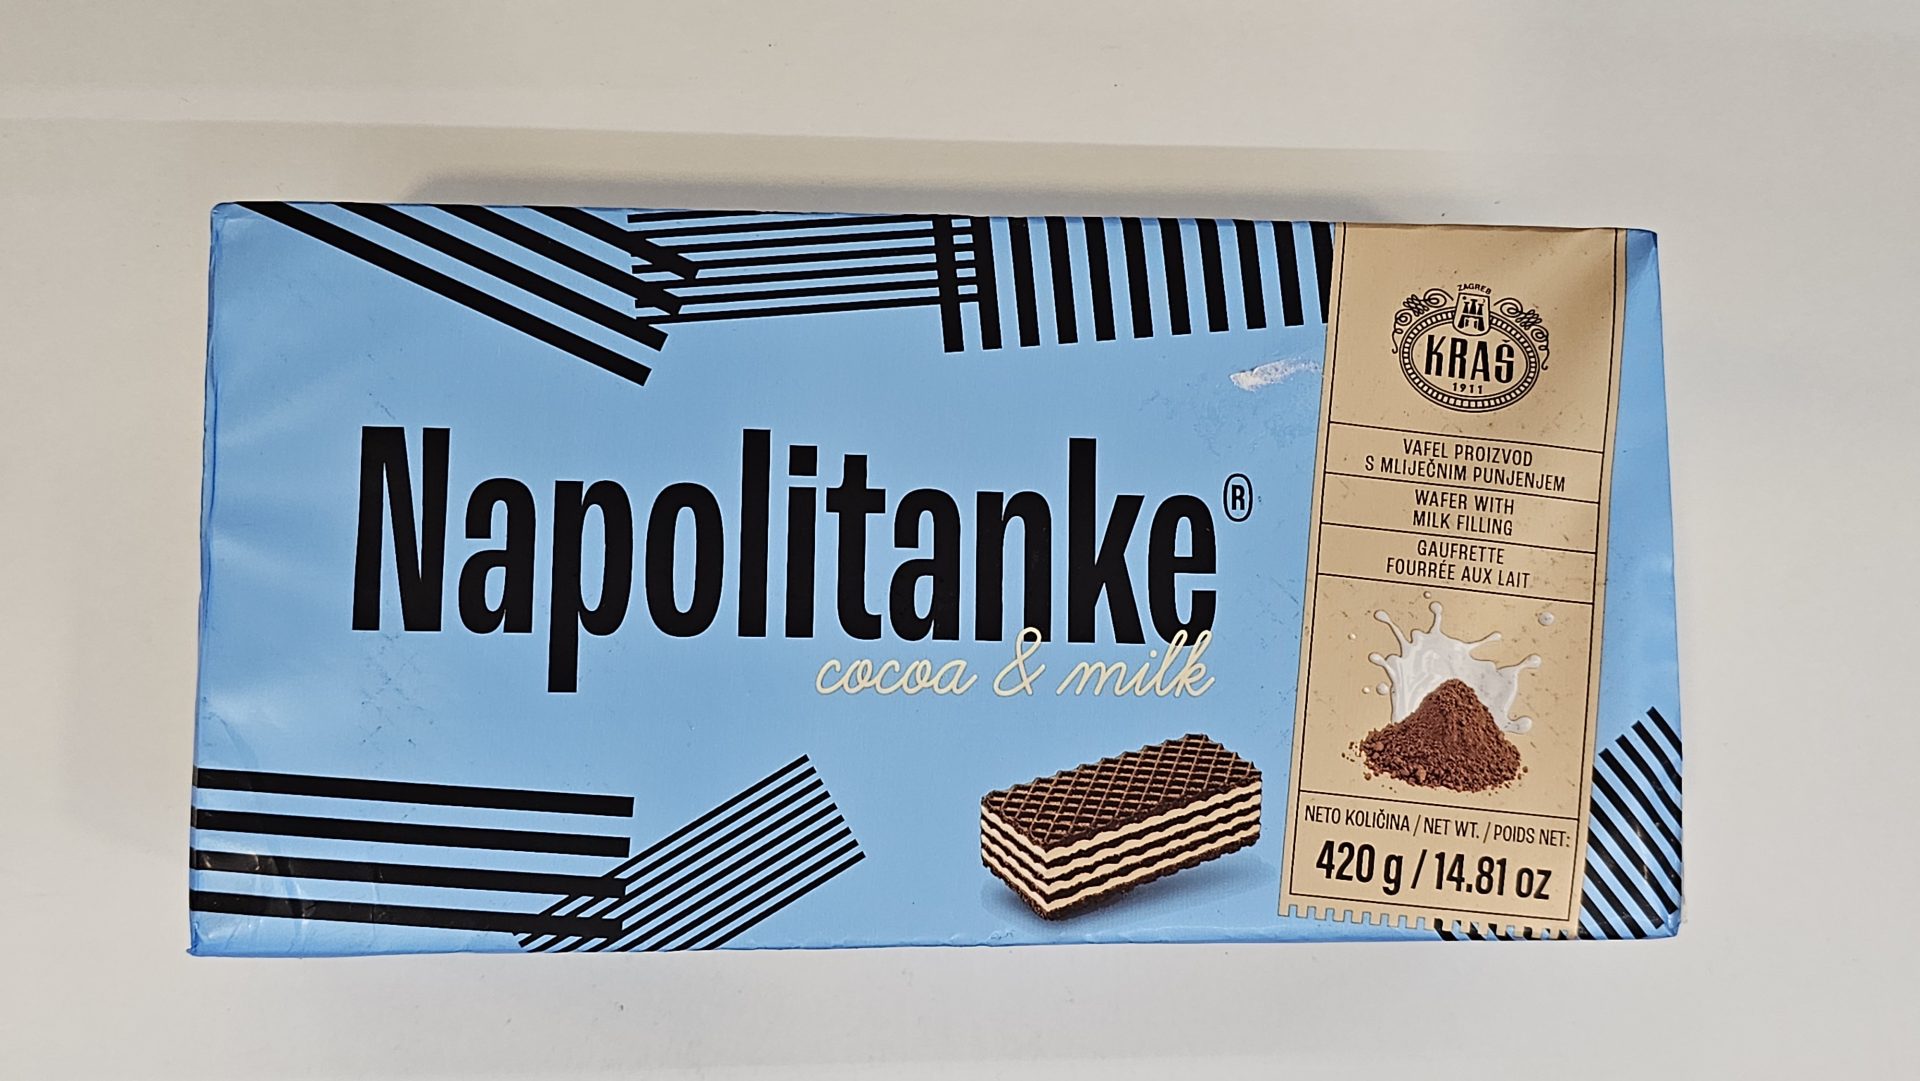 Napolitanke®
cocoa & milk
ZAGREB
KRAŠ
1911
VAFEL PROIZVOD
S MLIJEČNIM PUNJENJEM
WAFER WITH
MILK FILLING
GAUFRETTE
FOURRÉE AUX LAIT
NETO KOLIČINA / NET WT. / POIDS NET:
420 g / 14.81 oz